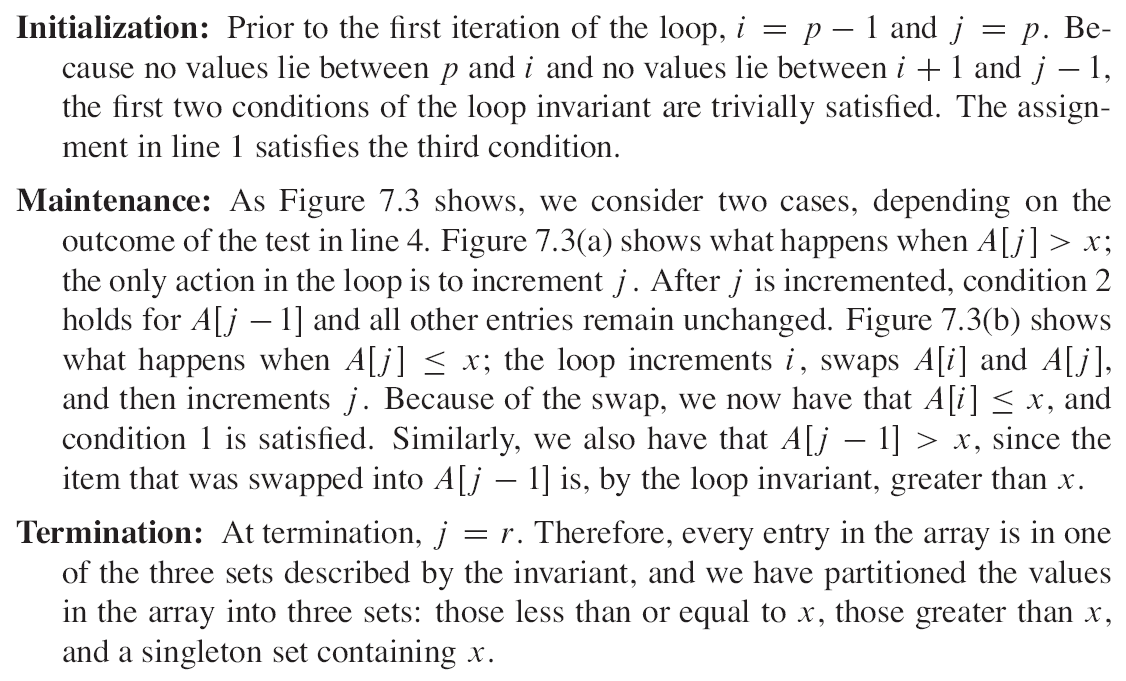 Initialization: Prior to the first iteration of the loop, i = p − 1 and j = p. Be-
cause no values lie between p and i and no values lie between i + 1 and j − 1,
the first two conditions of the loop invariant are trivially satisfied. The assign-
ment in line 1 satisfies the third condition.
Maintenance: As Figure 7.3 shows, we consider two cases, depending on the
outcome of the test in line 4. Figure 7.3(a) shows what happens when A[j] > x;
the only action in the loop is to increment j. After j is incremented, condition 2
holds for A[j − 1] and all other entries remain unchanged. Figure 7.3(b) shows
what happens when A[j] ≤ x; the loop increments i, swaps A[i] and A[j],
and then increments j. Because of the swap, we now have that A[i] ≤ x, and
condition 1 is satisfied. Similarly, we also have that A[j − 1] > x, since the
item that was swapped into A[j − 1] is, by the loop invariant, greater than x.
Termination: At termination, j = r. Therefore, every entry in the array is in one
of the three sets described by the invariant, and we have partitioned the values
in the array into three sets: those less than or equal to x, those greater than x,
and a singleton set containing x.